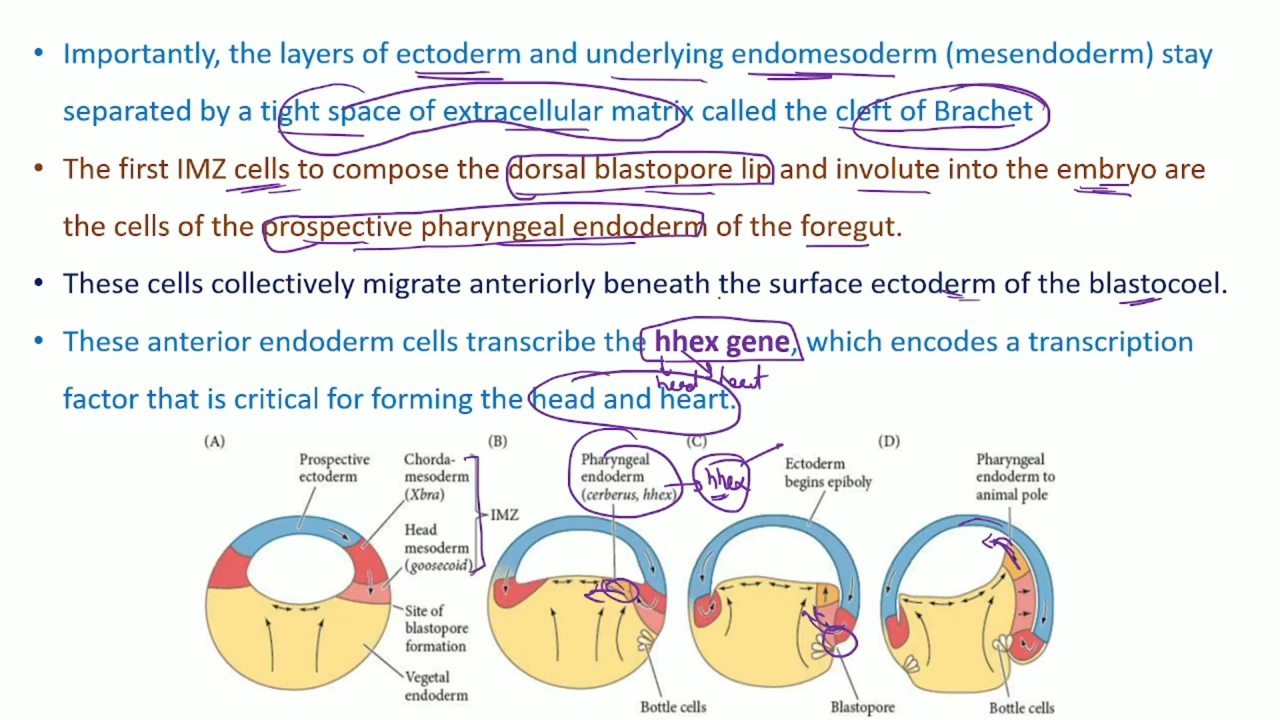 • Importantly, the layers of ectoderm and underlying endomesoderm (mesendoderm) stay
separated by a tight space of extracellular matrix called the cleft of Brachet
• The first IMZ cells to compose the dorsal blastopore lip and involute into the embryo are
the cells of the prospective pharyngeal endoderm of the foregut.
• These cells collectively migrate anteriorly beneath the surface ectoderm of the blastocoel.
• These anterior endoderm cells transcribe the hhex gene, which encodes a transcription
head heart
factor that is critical for forming the head and heart.
(A)
Prospective
ectoderm
Chorda-
mesoderm
(Xbra)
IMZ
Head
mesoderm
(goosecoid)
Site of
blastopore
formation
Vegetal
endoderm
(B)
Pharyngeal
endoderm
(cerberus, hhex)
hhex
Bottle cells
(C)
Ectoderm
begins epiboly
Blastopore
(D)
Pharyngeal
endoderm to
animal pole
Bottle cells